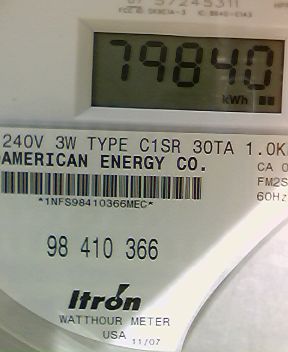 57245311
79840
kWh
240V 3W TYPE C1SR 30TA 1.0K
AMERICAN ENERGY CO.
CA 0
FM2S
60Hz
*1NFS98410366MEC*
98 410 366
Itron
WATTHOUR METER
USA 11/07